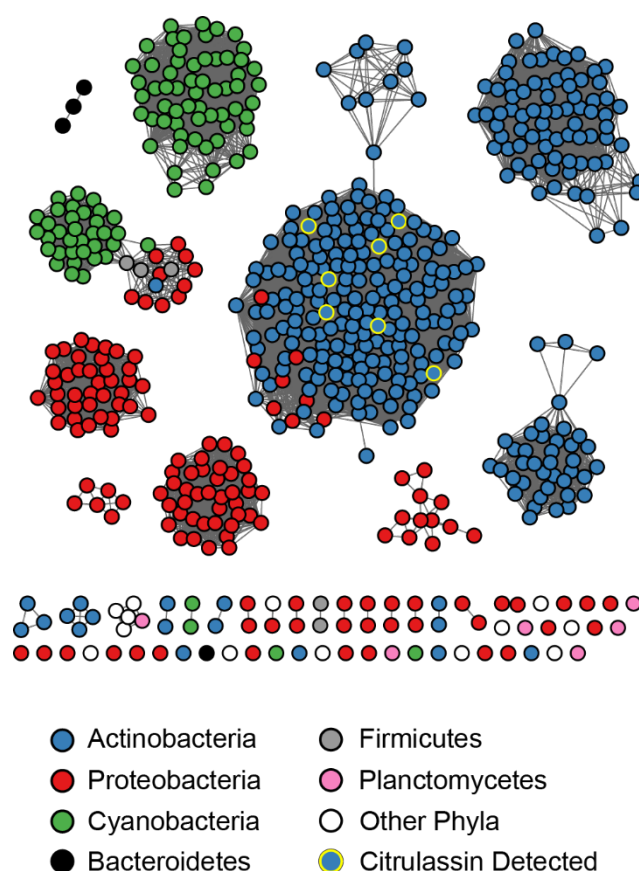 Actinobacteria
Proteobacteria
Cyanobacteria
Bacteroidetes
Firmicutes
Planctomycetes
Other Phyla
Citrulassin Detected